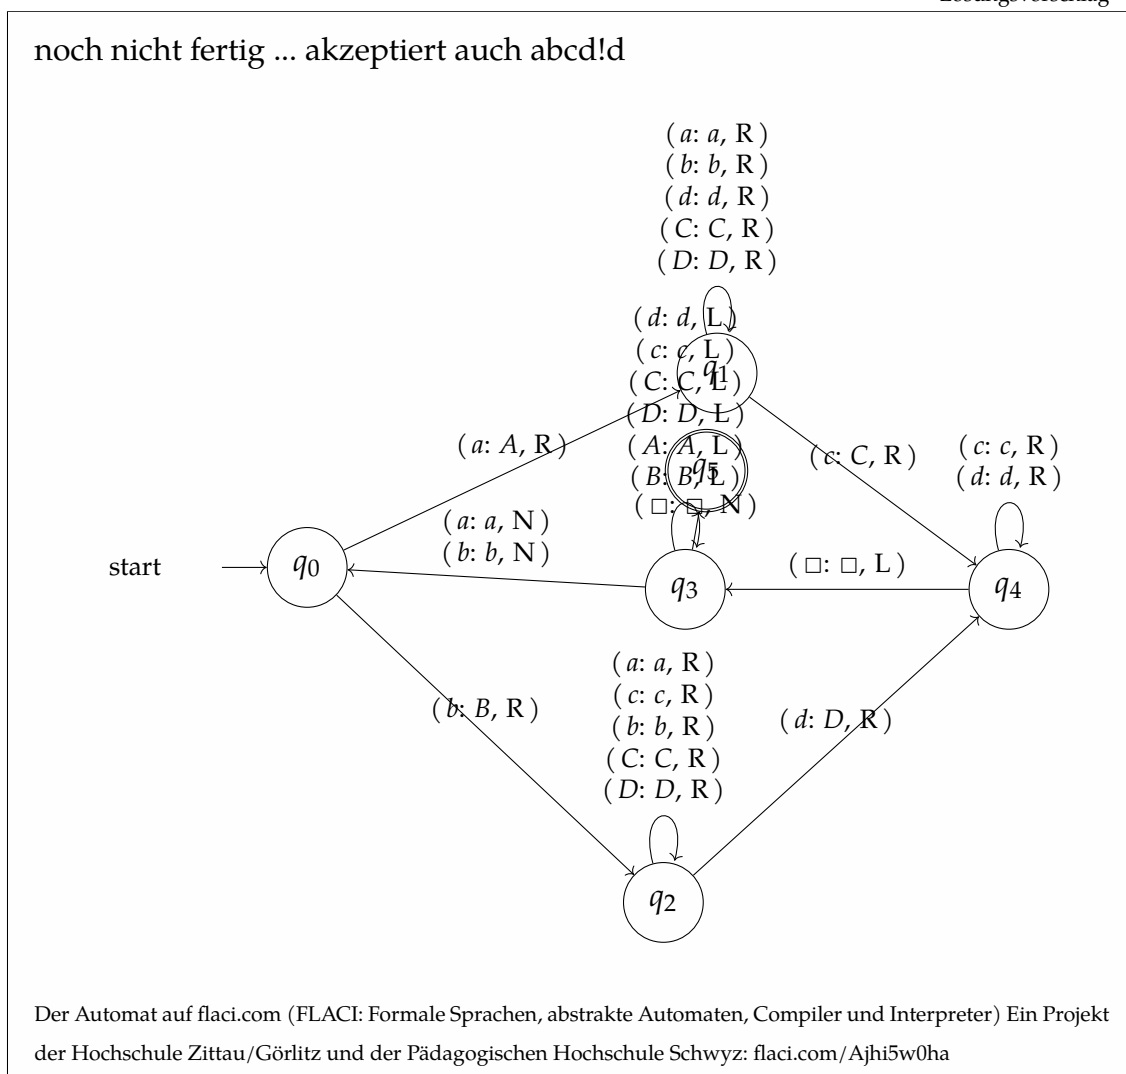 noch nicht fertig ... akzeptiert auch abcd!d
( a: a, R )
( b: b, R )
( d: d, R )
( C: C, R )
( D: D, R )
( d: d, L )
( c: c, L )
q1
( C: C, L )
( D: D, L )
( a: A, R )
( A: A, L )
( c: C, R )
( c: c, R )
q5
( B: B, L )
( d: d, R )
( □: □, N )
( a: a, N )
( b: b, N )
start
q0
q3
( □: □, L )
q4
( a: a, R )
( c: c, R )
( b: b, R )
( C: C, R )
( D: D, R )
( b: B, R )
( d: D, R )
q2
Der Automat auf flaci.com (FLACI: Formale Sprachen, abstrakte Automaten, Compiler und Interpreter) Ein Projekt
der Hochschule Zittau/Görlitz und der Pädagogischen Hochschule Schwyz: flaci.com/Ajhi5w0ha